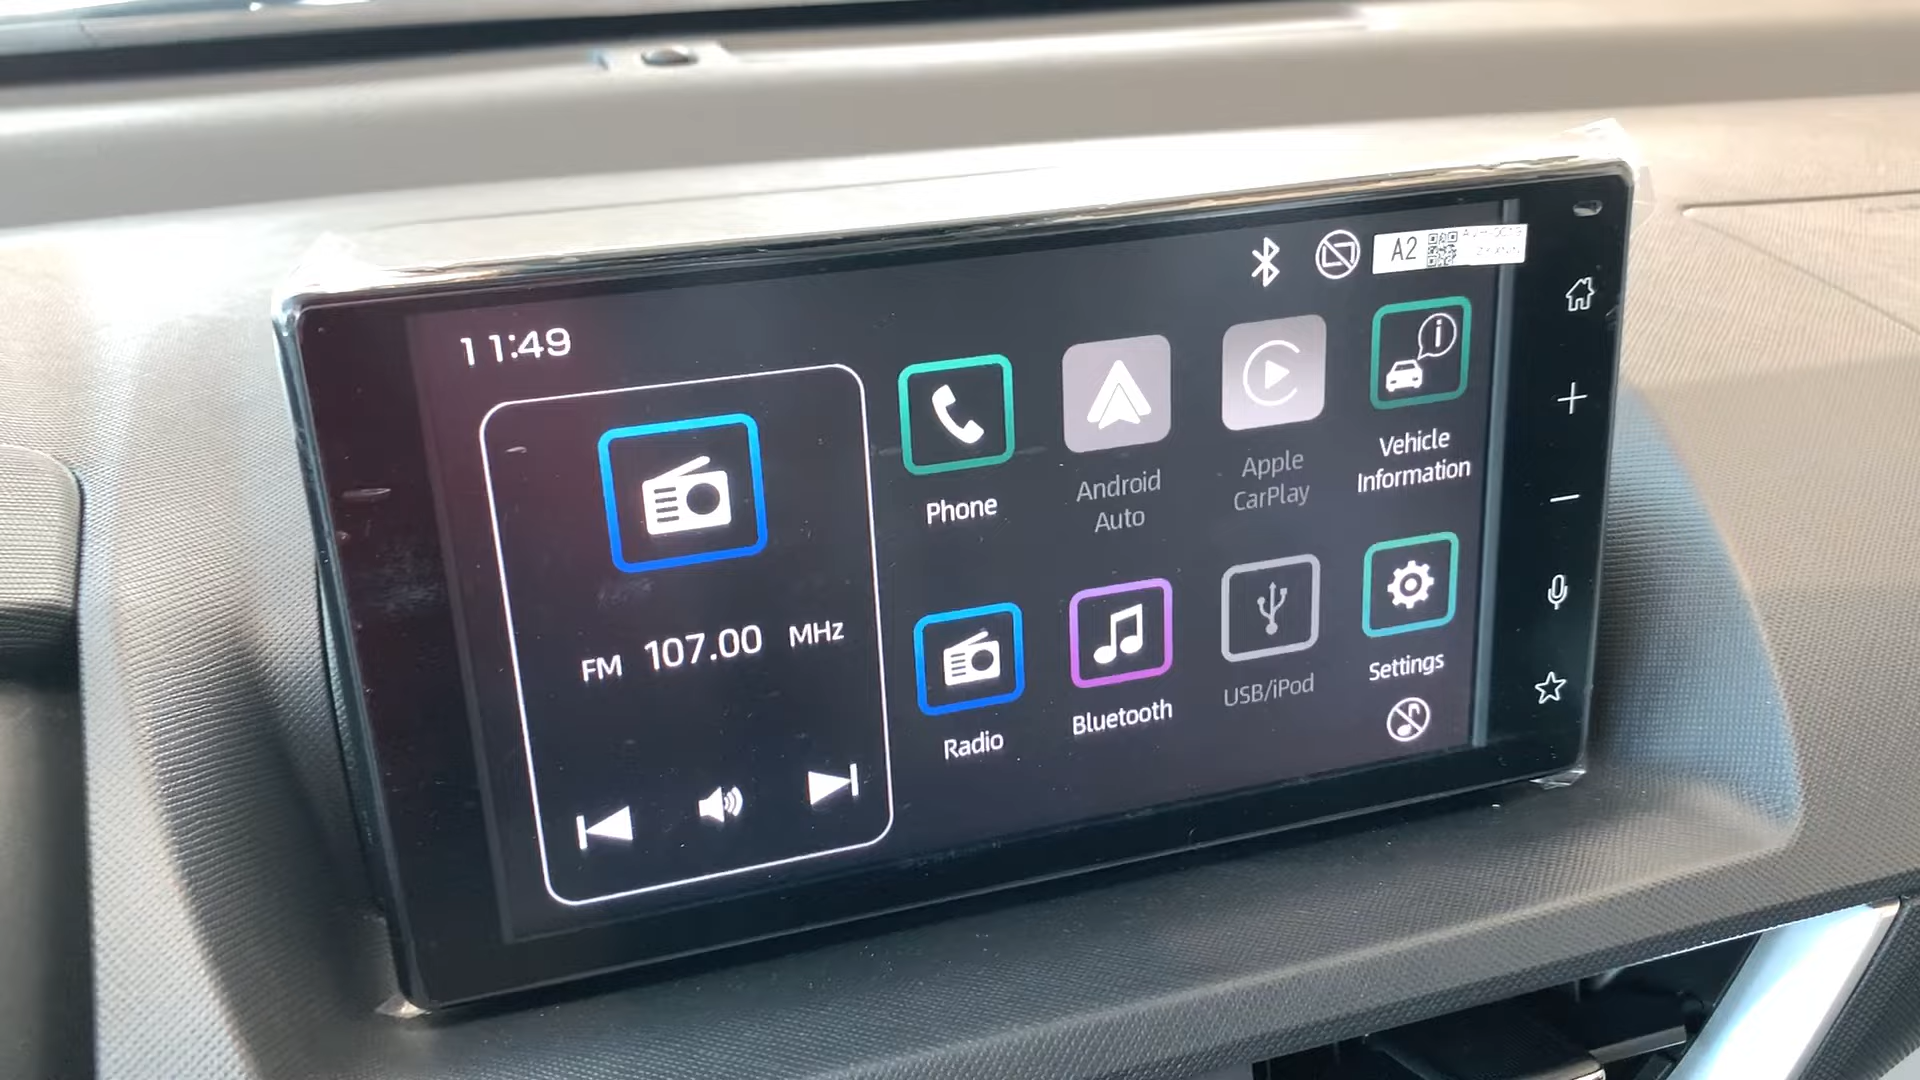 A2
11:49
Phone
Android
Auto
Apple
CarPlay
Vehicle
Information
FM 107.00 MHz
Radio
Bluetooth
USB/iPod
Settings